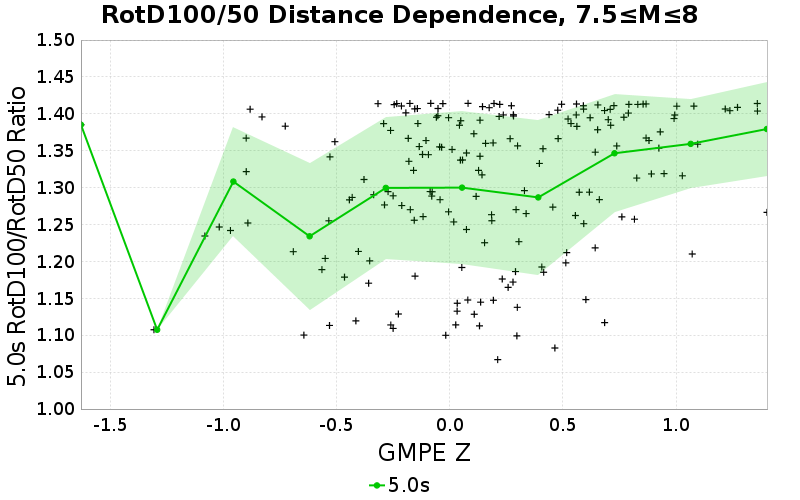 RotD100/50 Distance Dependence, 7.5≤M≤8
5.0s RotD100/RotD50 Ratio
1.50
1.45
1.40
1.35
1.30
1.25
1.20
1.15
1.10
1.05
1.00
-1.5 -1.0 -0.5 0.0 0.5 1.0
GMPE Z
5.0s